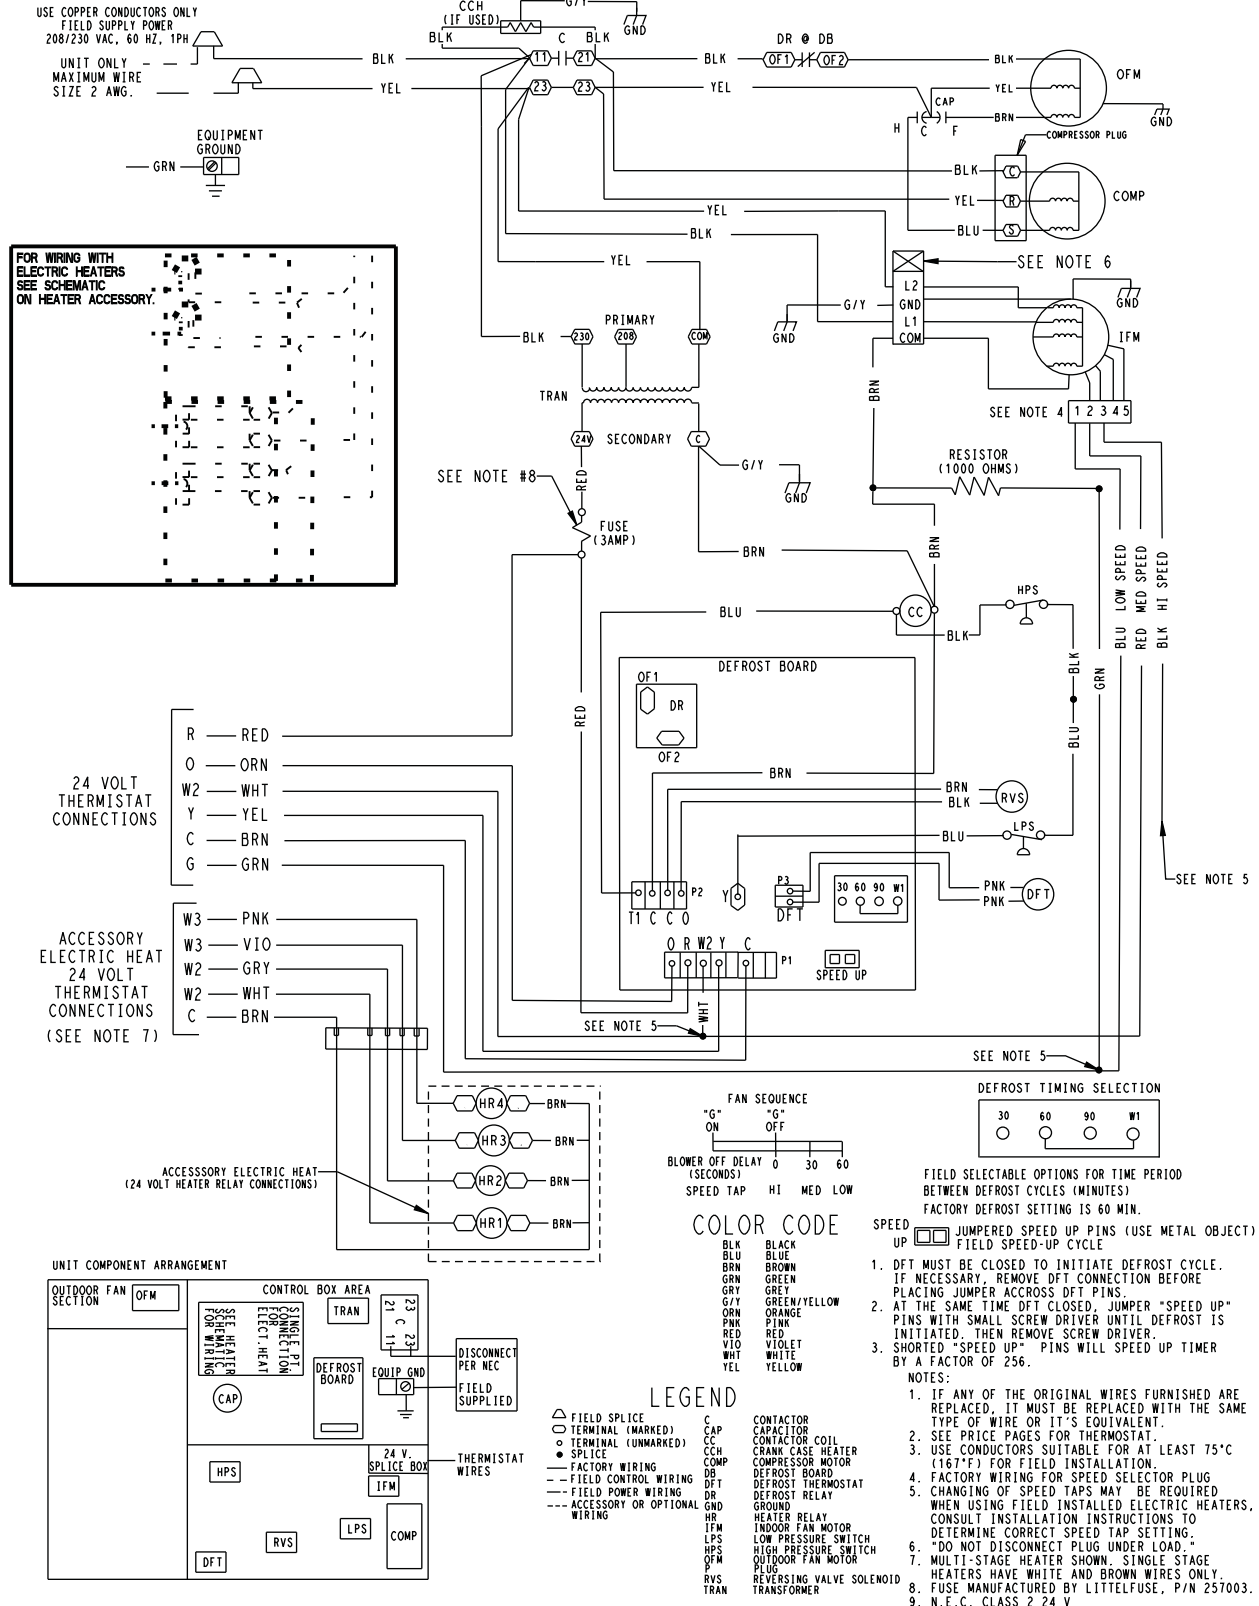 USE COPPER CONDUCTORS ONLY
FIELD SUPPLY POWER
208/230 VAC, 60 HZ, 1PH
UNIT ONLY
MAXIMUM WIRE
SIZE 2 AWG.
EQUIPMENT
GROUND
GRN
CCH
(IF USED)
G/Y
GND
BLK
C
BLK
BLK
11
21
BLK
DR @ DB
OF1
OF2
BLK
OFM
YEL
23
23
YEL
YEL
CAP
BRN
GND
H
C
F
COMPRESSOR PLUG
BLK
C
YEL
R
COMP
BLU
S
YEL
BLK
YEL
SEE NOTE 6
FOR WIRING WITH
ELECTRIC HEATERS
SEE SCHEMATIC
ON HEATER ACCESSORY.
L2
G/Y
GND
L1
COM
GND
GND
IFM
PRIMARY
BLK
230
208
COM
TRAN
BRN
SEE NOTE 4
1 2 3 4 5
24V
SECONDARY
C
G/Y
GND
RED
SEE NOTE #8
FUSE
(3AMP)
RESISTOR
(1000 OHMS)
BRN
BRN
BLU LOW SPEED
RED MED SPEED
BLK HI SPEED
BLU
CC
HPS
BLK
BLK
GRN
BLU
DEFROST BOARD
OF1
DR
OF2
RED
R
RED
O
ORN
W2
WHT
Y
YEL
C
BRN
G
GRN
24 VOLT
THERMISTAT
CONNECTIONS
BRN
BRN
BLK
RVS
BLU
LPS
P3
DFT
30 60 90 W1
PNK
PNK
DFT
SEE NOTE 5
P2
T1 C C O
Y
O R W2 Y C
P1
SPEED UP
WHT
SEE NOTE 5
SEE NOTE 5
W3
PNK
W3
VIO
W2
GRY
W2
WHT
C
BRN
ACCESSORY
ELECTRIC HEAT
24 VOLT
THERMISTAT
CONNECTIONS
(SEE NOTE 7)
HR4
BRN
HR3
BRN
HR2
BRN
HR1
BRN
ACCESSSORY ELECTRIC HEAT
(24 VOLT HEATER RELAY CONNECTIONS)
FAN SEQUENCE
"G"
ON
"G"
OFF
BLOWER OFF DELAY
(SECONDS)
0 30 60
SPEED TAP HI MED LOW
DEFROST TIMING SELECTION
30 60 90 W1
FIELD SELECTABLE OPTIONS FOR TIME PERIOD
BETWEEN DEFROST CYCLES (MINUTES)
FACTORY DEFROST SETTING IS 60 MIN.
SPEED
UP
JUMPERED SPEED UP PINS (USE METAL OBJECT)
FIELD SPEED-UP CYCLE
1. DFT MUST BE CLOSED TO INITIATE DEFROST CYCLE.
IF NECESSARY, REMOVE DFT CONNECTION BEFORE
PLACING JUMPER ACCROSS DFT PINS.
2. AT THE SAME TIME DFT CLOSED, JUMPER "SPEED UP"
PINS WITH SMALL SCREW DRIVER UNTIL DEFROST IS
INITIATED. THEN REMOVE SCREW DRIVER.
3. SHORTED "SPEED UP" PINS WILL SPEED UP TIMER
BY A FACTOR OF 256.
NOTES:
1. IF ANY OF THE ORIGINAL WIRES FURNISHED ARE
REPLACED, IT MUST BE REPLACED WITH THE SAME
TYPE OF WIRE OR IT'S EQUIVALENT.
2. SEE PRICE PAGES FOR THERMOSTAT.
3. USE CONDUCTORS SUITABLE FOR AT LEAST 75°C
(167°F) FOR FIELD INSTALLATION.
4. FACTORY WIRING FOR SPEED SELECTOR PLUG
5. CHANGING OF SPEED TAPS MAY BE REQUIRED
WHEN USING FIELD INSTALLED ELECTRIC HEATERS,
CONSULT INSTALLATION INSTRUCTIONS TO
DETERMINE CORRECT SPEED TAP SETTING.
6. "DO NOT DISCONNECT PLUG UNDER LOAD."
7. MULTI-STAGE HEATER SHOWN. SINGLE STAGE
HEATERS HAVE WHITE AND BROWN WIRES ONLY.
8. FUSE MANUFACTURED BY LITTELFUSE, P/N 257003.
9. N.E.C. CLASS 2 24 V
COLOR CODE
BLK BLACK
BLU BLUE
BRN BROWN
GRN GREEN
GRY GREY
G/Y GREEN/YELLOW
ORN ORANGE
PNK PINK
RED RED
VIO VIOLET
WHT WHITE
YEL YELLOW
LEGEND
FIELD SPLICE
TERMINAL (MARKED)
TERMINAL (UNMARKED)
SPLICE
FACTORY WIRING
FIELD CONTROL WIRING
FIELD POWER WIRING
ACCESSORY OR OPTIONAL
WIRING
C CONTACTOR
CAP CAPACITOR
CC CONTACTOR COIL
CCH CRANK CASE HEATER
COMP COMPRESSOR MOTOR
DB DEFROST BOARD
DFT DEFROST THERMOSTAT
DR DEFROST RELAY
GND GROUND
HR HEATER RELAY
IFM INDOOR FAN MOTOR
LPS LOW PRESSURE SWITCH
HPS HIGH PRESSURE SWITCH
OFM OUTDOOR FAN MOTOR
P PLUG
RVS REVERSING VALVE SOLENOID
TRAN TRANSFORMER
UNIT COMPONENT ARRANGEMENT
OUTDOOR FAN
SECTION
OFM
CONTROL BOX AREA
SINGLE PT.
CONNECTION
FOR
ELECT.HEAT
SEE HEATER
SCHEMATIC
FOR WIRING
TRAN
23
21
C
23
11
DISCONNECT
PER NEC
DEFROST
BOARD
EQUIP GND
FIELD
SUPPLIED
CAP
24 V.
SPLICE BOX
THERMISTAT
WIRES
HPS
IFM
RVS
LPS
COMP
DFT